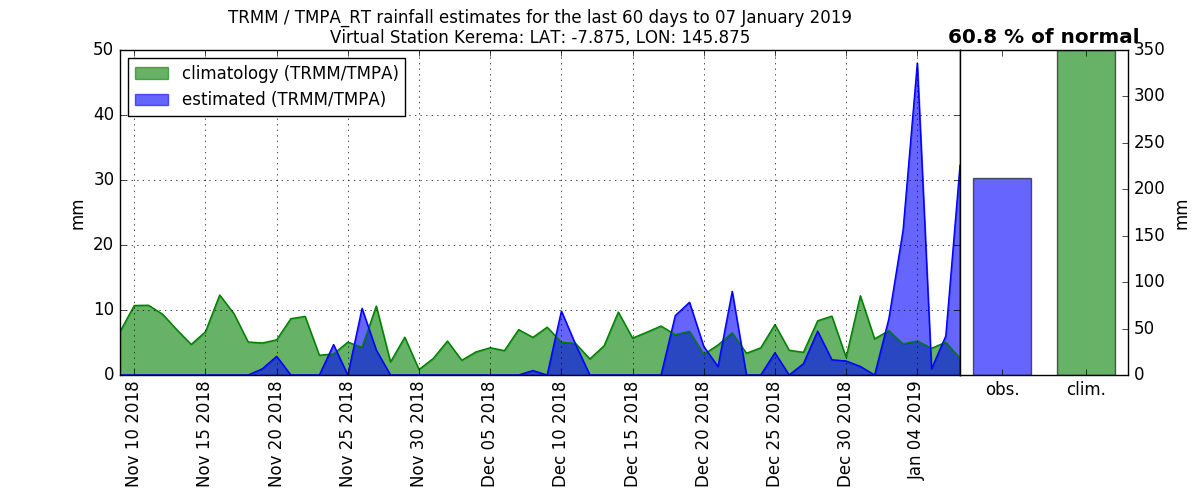 TRMM / TMPA_RT rainfall estimates for the last 60 days to 07 January 2019
Virtual Station Kerema: LAT: -7.875, LON: 145.875
60.8 % of normal
climatology (TRMM/TMPA)
estimated (TRMM/TMPA)
50
40
30
20
10
0
mm
Nov 10 2018
Nov 15 2018
Nov 20 2018
Nov 25 2018
Nov 30 2018
Dec 05 2018
Dec 10 2018
Dec 15 2018
Dec 20 2018
Dec 25 2018
Dec 30 2018
Jan 04 2019
obs.
clim.
350
300
250
200
150
100
50
0
mm